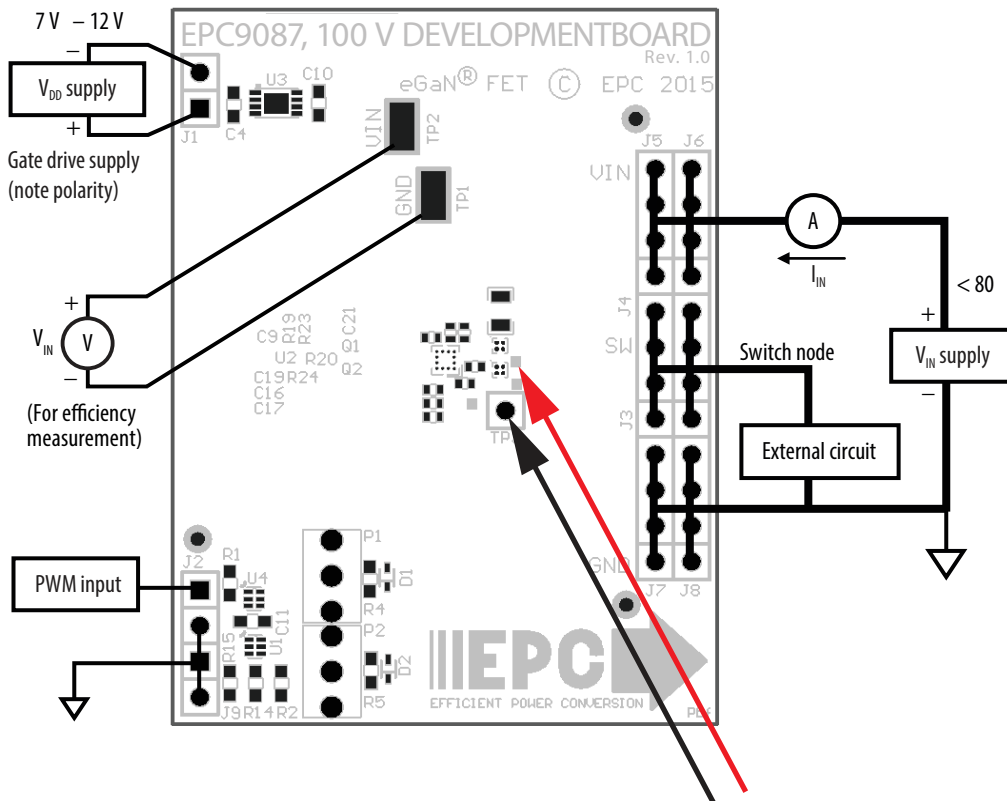 7 V – 12 V
–
V_DD supply
+
Gate drive supply
(note polarity)
EPC9087, 100 V DEVELOPMENTBOARD
Rev. 1.0
eGaN® FET © EPC 2015
U3
C10
J1
C4
VIN
TP2
GND
TP1
J5 J6
VIN
A
I_IN
< 80
+
V_IN supply
–
+
V_IN
V
–
(For efficiency
measurement)
C9
R19
R23
C21
Q1
U2 R20
Q2
C19 R24
C16
C17
J4
SW
Switch node
J3
External circuit
TP
GND
J7 J8
PWM input
J2
R1
U4
C11
R15
U1
J9 R14 R2
P1
D1
R4
P2
D2
R5
EPC
EFFICIENT POWER CONVERSION